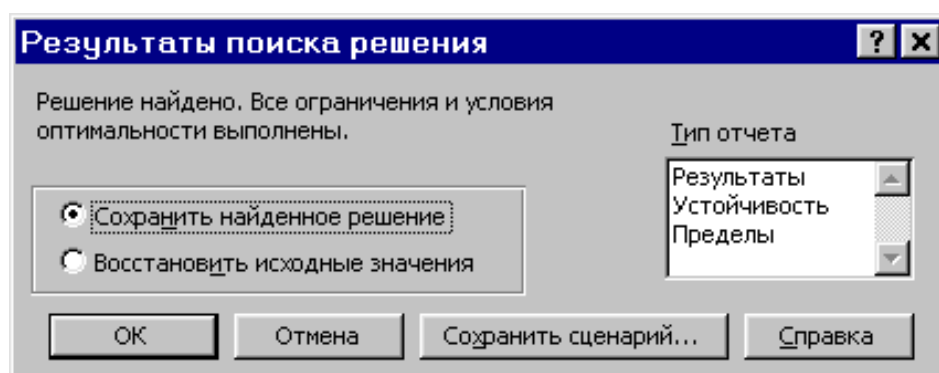 Результаты поиска решения
Решение найдено. Все ограничения и условия
оптимальности выполнены.
Тип отчета
Результаты
Устойчивость
Пределы
Сохранить найденное решение
Восстановить исходные значения
ОК
Отмена
Сохранить сценарий...
Справка